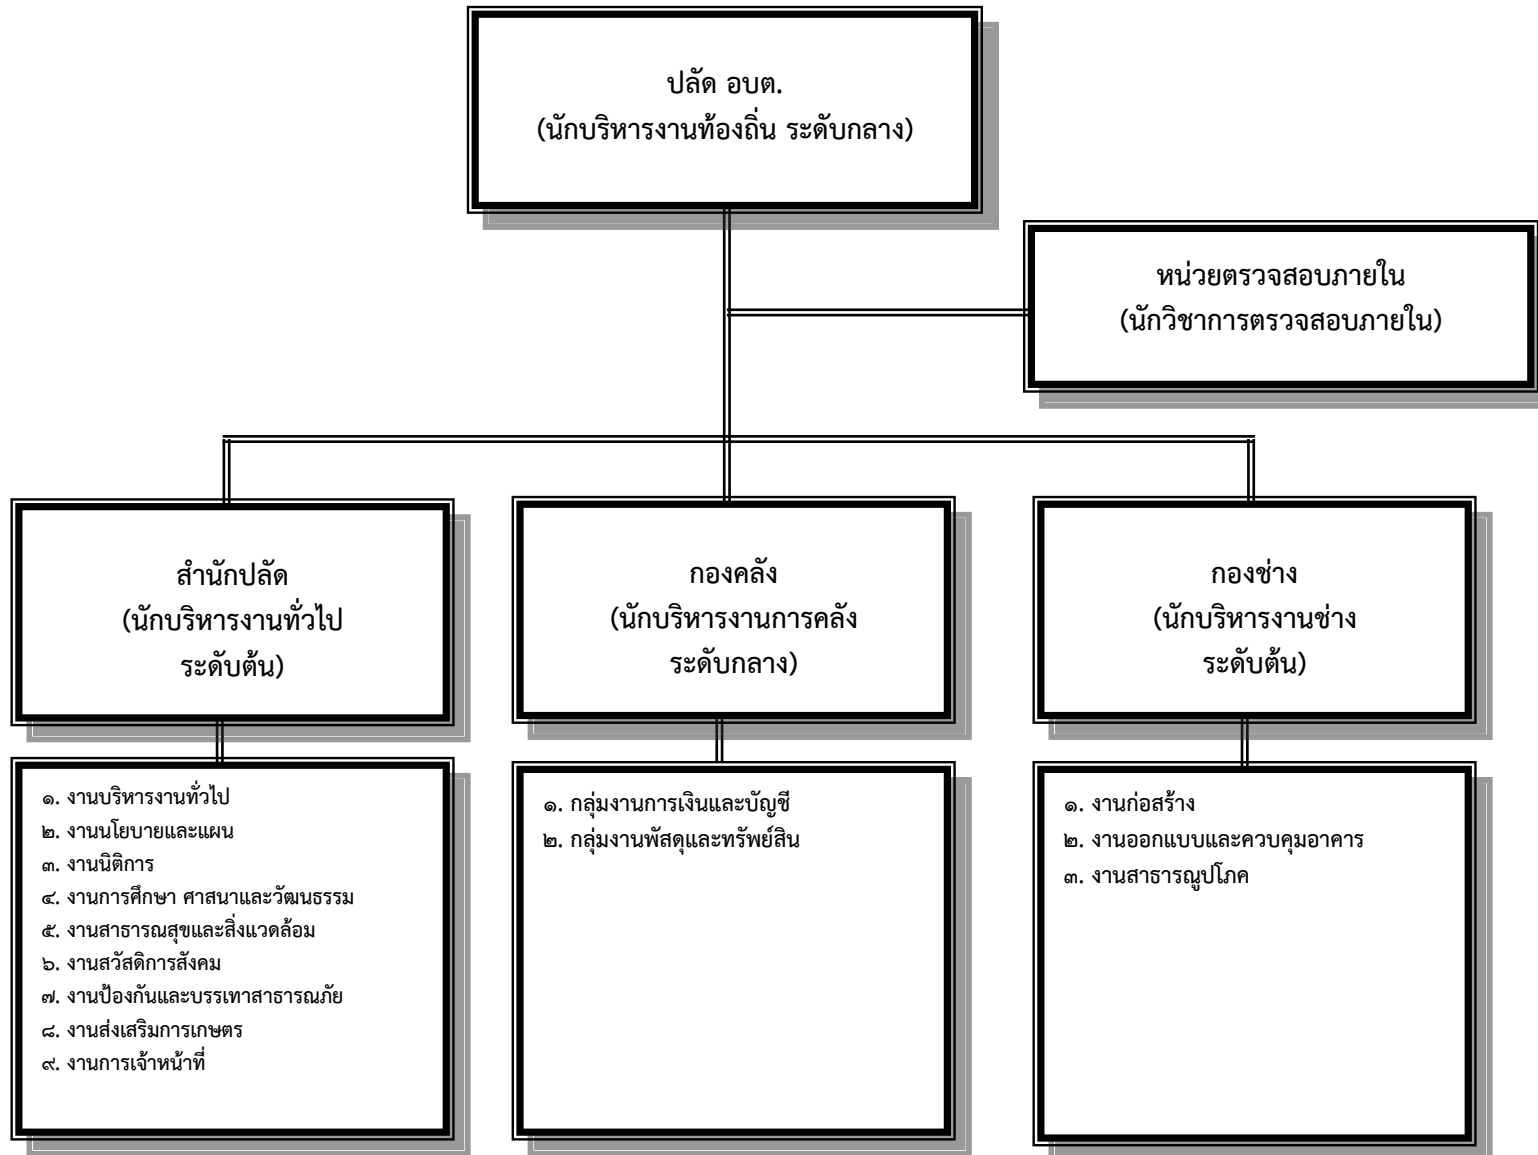 ปลัด อบต.
(นักบริหารงานท้องถิ่น ระดับกลาง)
หน่วยตรวจสอบภายใน
(นักวิชาการตรวจสอบภายใน)
สำนักปลัด
(นักบริหารงานทั่วไป
ระดับต้น)
กองคลัง
(นักบริหารงานการคลัง
ระดับกลาง)
กองช่าง
(นักบริหารงานช่าง
ระดับต้น)
๑. งานบริหารงานทั่วไป
๒. งานนโยบายและแผน
๓. งานนิติการ
๔. งานการศึกษา ศาสนาและวัฒนธรรม
๕. งานสาธารณสุขและสิ่งแวดล้อม
๖. งานสวัสดิการสังคม
๗. งานป้องกันและบรรเทาสาธารณภัย
๘. งานส่งเสริมการเกษตร
๙. งานการเจ้าหน้าที่
๑. กลุ่มงานการเงินและบัญชี
๒. กลุ่มงานพัสดุและทรัพย์สิน
๑. งานก่อสร้าง
๒. งานออกแบบและควบคุมอาคาร
๓. งานสาธารณูปโภค